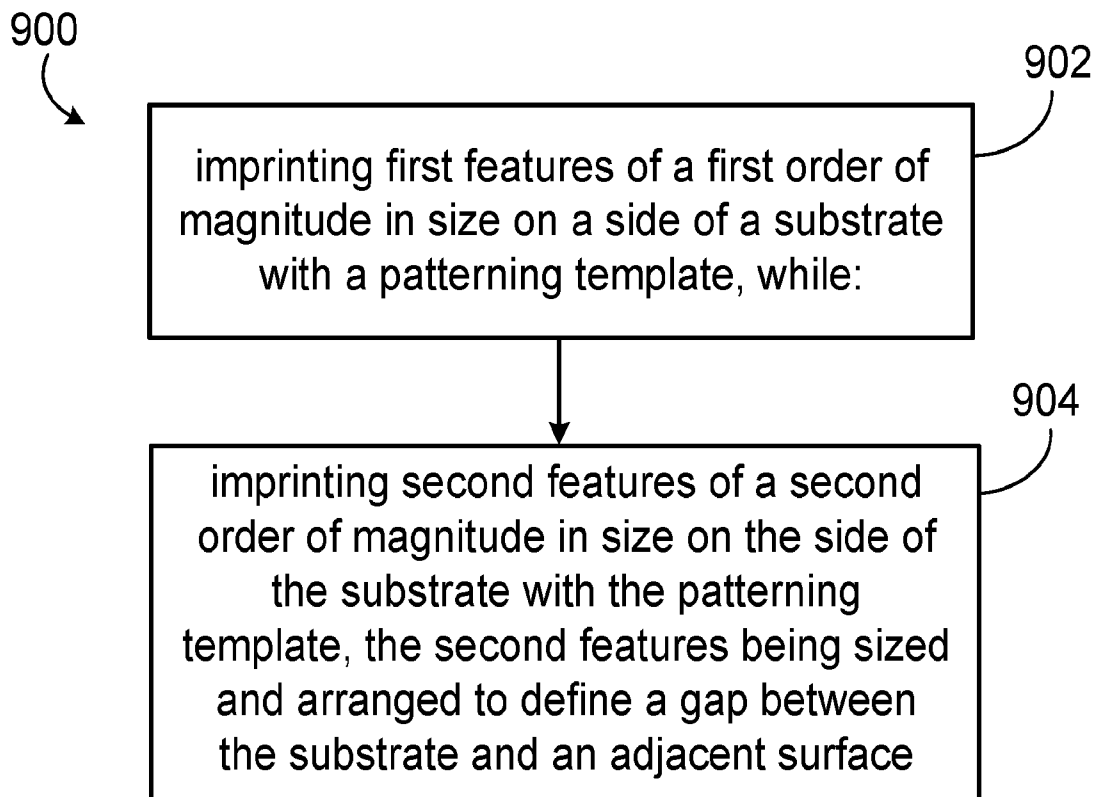 900
902
imprinting first features of a first order of
magnitude in size on a side of a substrate
with a patterning template, while:
904
imprinting second features of a second
order of magnitude in size on the side of
the substrate with the patterning
template, the second features being sized
and arranged to define a gap between
the substrate and an adjacent surface